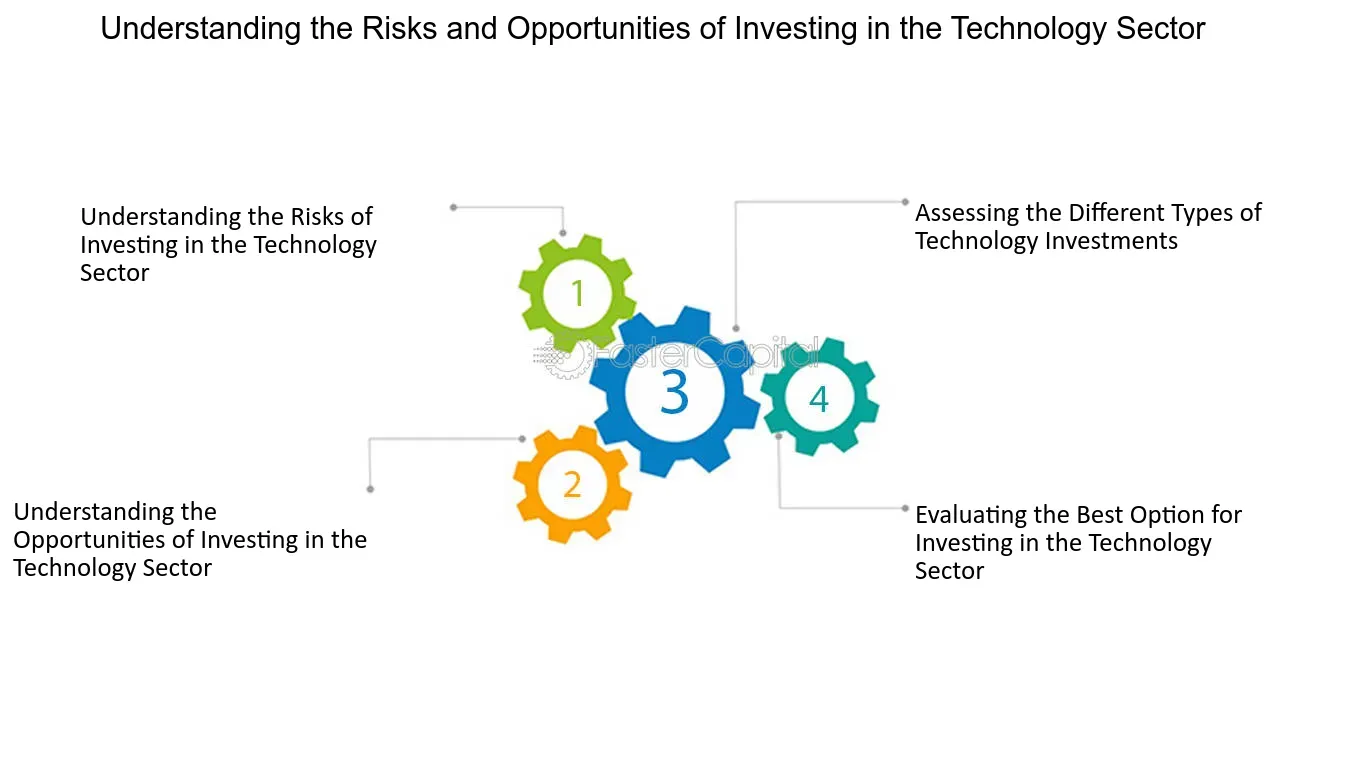 Understanding the Risks and Opportunities of Investing in the Technology Sector
Understanding the Risks of
Investing in the Technology
Sector
1
Assessing the Different Types of
Technology Investments
FasterCapital
3
4
2
Understanding the
Opportunities of Investing in the
Technology Sector
Evaluating the Best Option for
Investing in the Technology
Sector